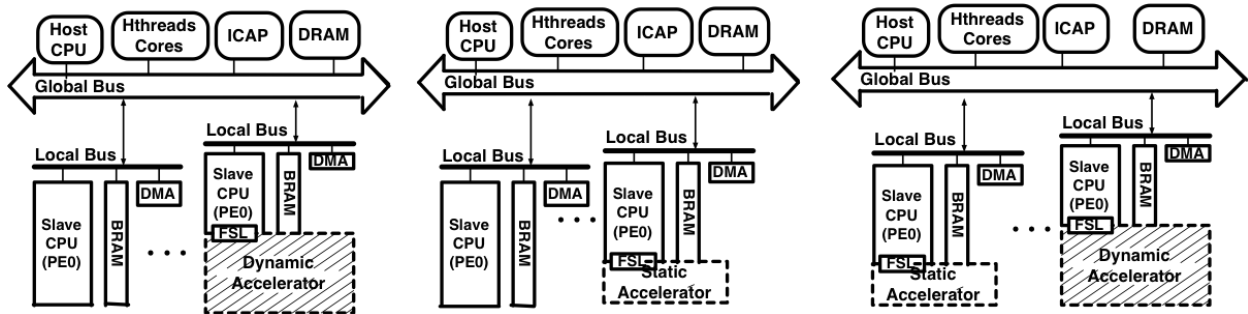 Host
CPU
Hthreads
Cores
ICAP
DRAM
Global Bus
Local Bus
Slave
CPU
(PE0)
BRAM
DMA
Local Bus
Slave
CPU
(PE0)
FSL
BRAM
DMA
Dynamic
Accelerator
Host
CPU
Hthreads
Cores
ICAP
DRAM
Global Bus
Local Bus
Slave
CPU
(PE0)
BRAM
DMA
Local Bus
Slave
CPU
(PE0)
FSL
BRAM
DMA
Static
Accelerator
Host
CPU
Hthreads
Cores
ICAP
DRAM
Global Bus
Local Bus
Slave
CPU
(PE0)
FSL
BRAM
DMA
Static
Accelerator
Local Bus
Slave
CPU
(PE0)
FSL
BRAM
DMA
Dynamic
Accelerator